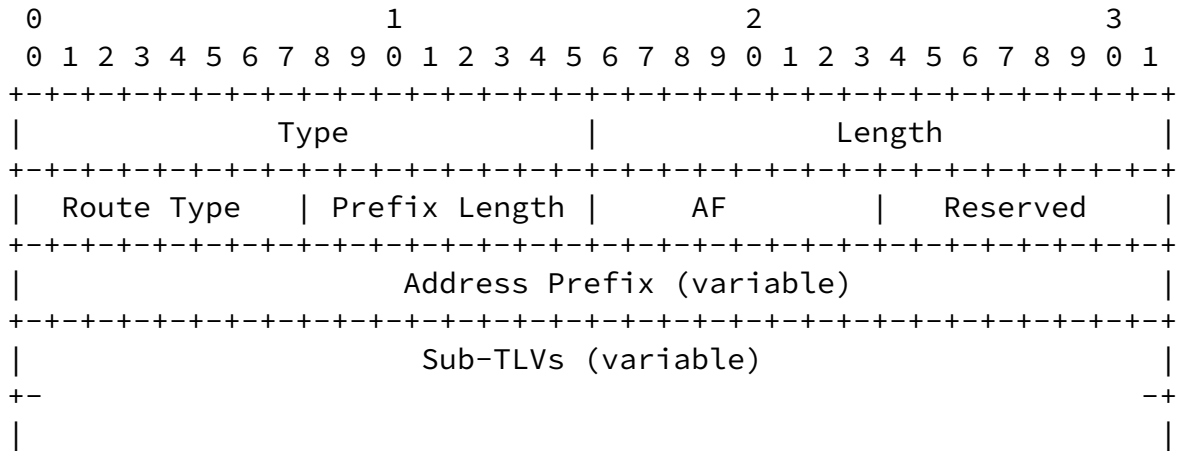 0                   1                   2                   3
 0 1 2 3 4 5 6 7 8 9 0 1 2 3 4 5 6 7 8 9 0 1 2 3 4 5 6 7 8 9 0 1
+-+-+-+-+-+-+-+-+-+-+-+-+-+-+-+-+-+-+-+-+-+-+-+-+-+-+-+-+-+-+-+-+
|              Type             |             Length            |
+-+-+-+-+-+-+-+-+-+-+-+-+-+-+-+-+-+-+-+-+-+-+-+-+-+-+-+-+-+-+-+-+
|  Route Type   | Prefix Length |     AF        |   Reserved    |
+-+-+-+-+-+-+-+-+-+-+-+-+-+-+-+-+-+-+-+-+-+-+-+-+-+-+-+-+-+-+-+-+
|                     Address Prefix (variable)                 |
+-+-+-+-+-+-+-+-+-+-+-+-+-+-+-+-+-+-+-+-+-+-+-+-+-+-+-+-+-+-+-+-+
|                      Sub-TLVs (variable)                      |
+-                                                             -+
|                                                               |